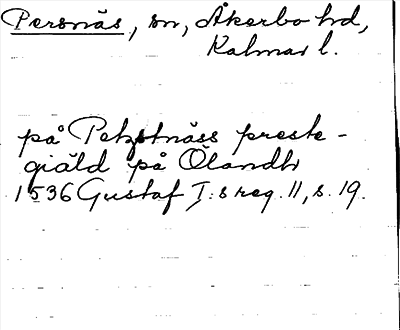 Persnäs, sn, Åkerbo hd,
Kalmar l.
på Petzstnäss preste-
giäld på Ölandh
1536 Gustaf I:s reg. 11, s. 19.